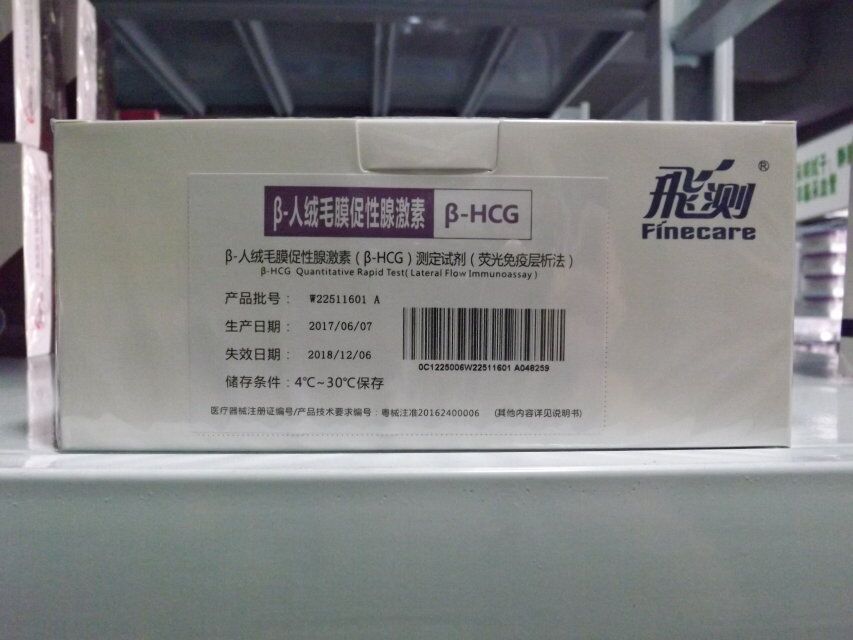 β-人绒毛膜促性腺激素 β-HCG
飛测®
Finecare
β-人绒毛膜促性腺激素（β-HCG）测定试剂（荧光免疫层析法）
β-HCG Quantitative Rapid Test(Lateral Flow Immunoassay)
产品批号： W22511601 A
生产日期： 2017/06/07
失效日期： 2018/12/06
储存条件：4℃~30℃保存
0C1225006W22511601 A046259
医疗器械注册证编号/产品技术要求编号：粤械注准20162400006 (其他内容详见说明书)